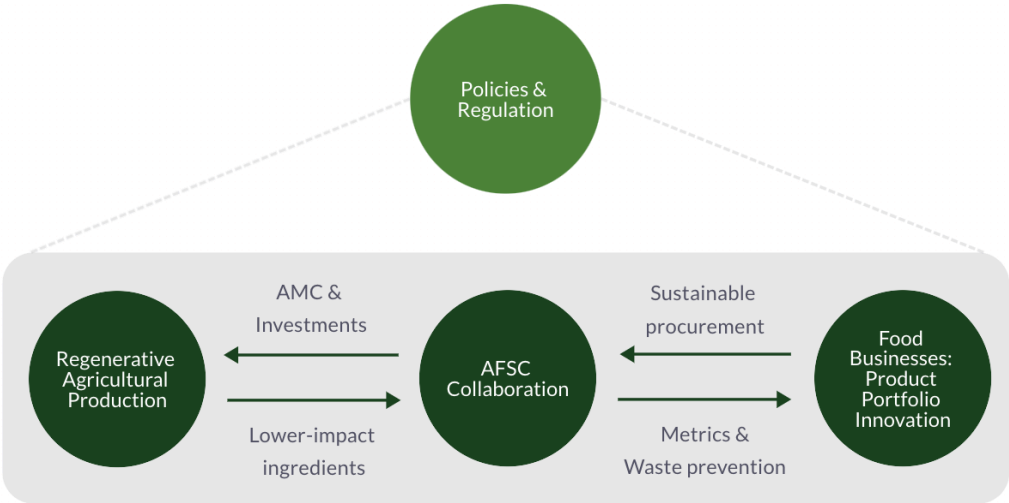 Policies &
Regulation
AMC &
Investments
Sustainable
procurement
Regenerative
Agricultural
Production
AFSC
Collaboration
Food
Businesses:
Product
Portfolio
Innovation
Lower-impact
ingredients
Metrics &
Waste prevention